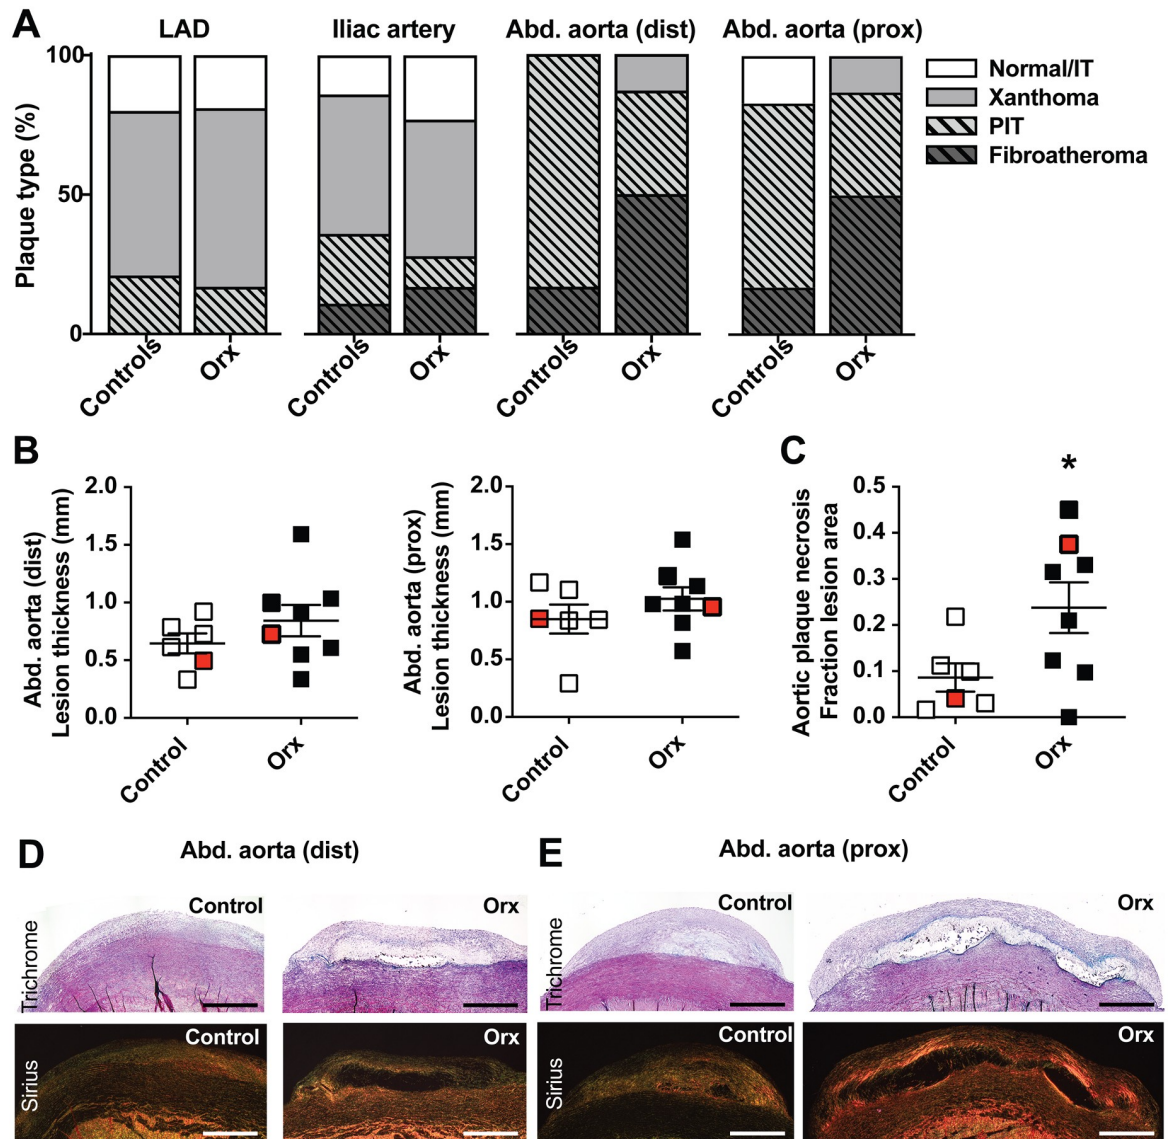 A
LAD
Iliac artery
Abd. aorta (dist)
Abd. aorta (prox)
Plaque type (%)
100
50
0
Controls
Orx
Controls
Orx
Controls
Orx
Controls
Orx
Normal/IT
Xanthoma
PIT
Fibroatheroma
B
Abd. aorta (dist)
Lesion thickness (mm)
2.0
1.5
1.0
0.5
0.0
Control
Orx
Abd. aorta (prox)
Lesion thickness (mm)
2.0
1.5
1.0
0.5
0.0
Control
Orx
C
Aortic plaque necrosis
Fraction lesion area
0.5
0.4
0.3
0.2
0.1
0.0
*
Control
Orx
D
Abd. aorta (dist)
Trichrome
Control
Orx
Sirius
Control
Orx
E
Abd. aorta (prox)
Trichrome
Control
Orx
Sirius
Control
Orx